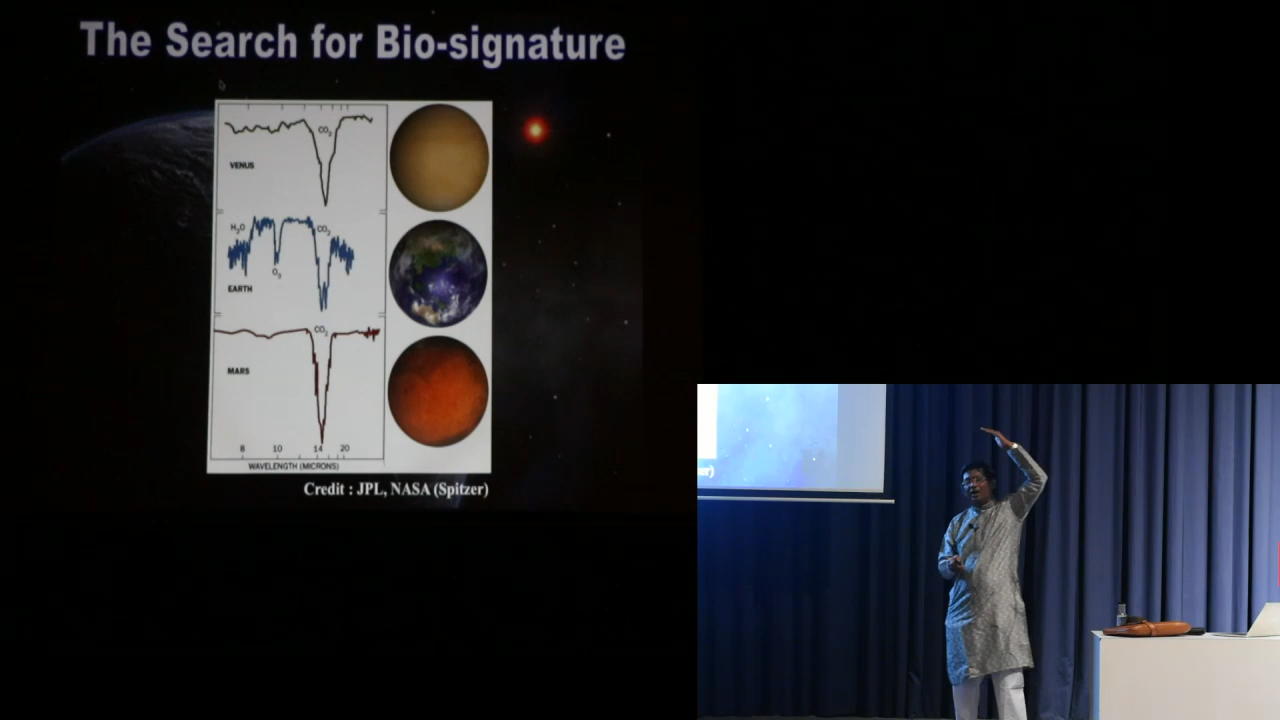 The Search for Bio-signature
CO2
VENUS
H2O
CO2
O3
EARTH
CO2
MARS
8 10 14 20
WAVELENGTH (MICRONS)
Credit : JPL, NASA (Spitzer)